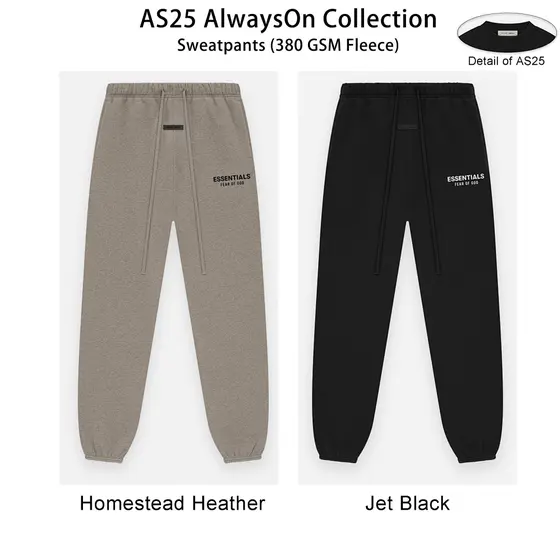 AS25 AlwaysOn Collection
Sweatpants (380 GSM Fleece)
Detail of AS25
ESSENTIALS
FEAR OF GOD
ESSENTIALS
FEAR OF GOD
Homestead Heather
Jet Black